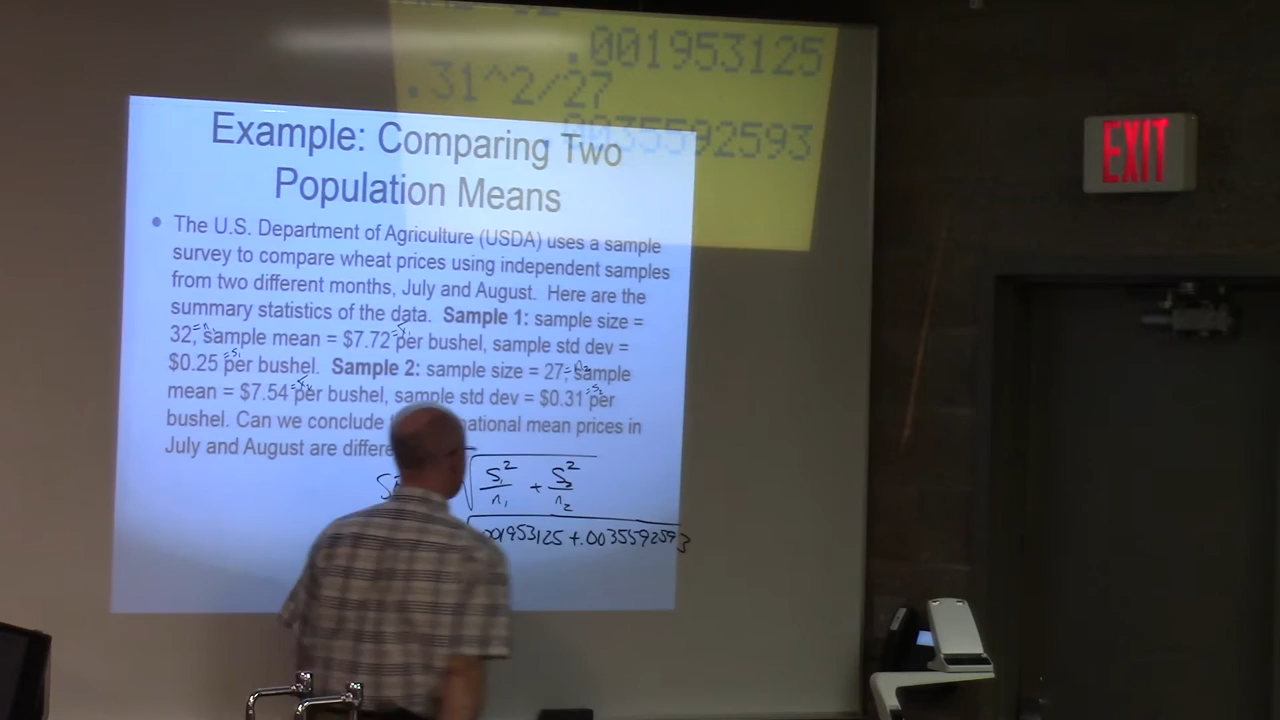 .001953125
.31^2/27
.0035592593
EXIT
Example: Comparing Two
Population Means
• The U.S. Department of Agriculture (USDA) uses a sample
survey to compare wheat prices using independent samples
from two different months, July and August. Here are the
summary statistics of the data. Sample 1: sample size =
32, sample mean = $7.72 per bushel, sample std dev =
$0.25 per bushel. Sample 2: sample size = 27, sample
mean = $7.54 per bushel, sample std dev = $0.31 per
bushel. Can we conclude national mean prices in
July and August are
√ S₁²/n₁ + S₂²/n₂
√ .001953125 + .0035592593